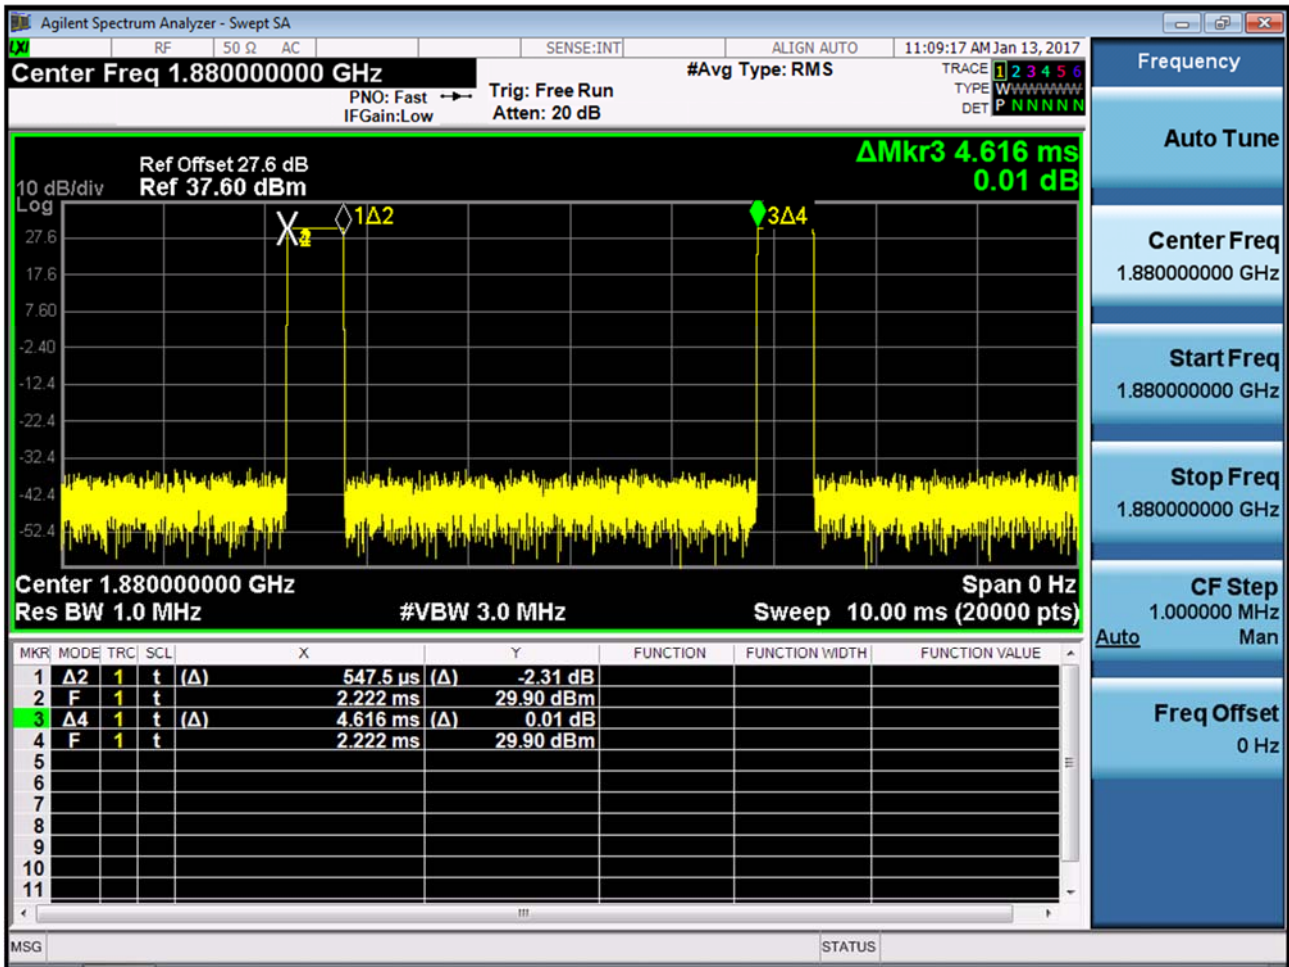 Agilent Spectrum Analyzer - Swept SA
LXI RF 50 Ω AC SENSE:INT ALIGN AUTO 11:09:17 AM Jan 13, 2017
Center Freq 1.880000000 GHz
PNO: Fast
IFGain:Low
Trig: Free Run
Atten: 20 dB
#Avg Type: RMS
TRACE 1 2 3 4 5 6
TYPE WWWWWW
DET P N N N N N
ΔMkr3 4.616 ms
0.01 dB
Ref Offset 27.6 dB
10 dB/div Ref 37.60 dBm
Log
1Δ2
3Δ4
27.6
17.6
7.60
-2.40
-12.4
-22.4
-32.4
-42.4
-52.4
Center 1.880000000 GHz Span 0 Hz
Res BW 1.0 MHz #VBW 3.0 MHz Sweep 10.00 ms (20000 pts)
MKR MODE TRC SCL X Y FUNCTION FUNCTION WIDTH FUNCTION VALUE
1 Δ2 1 t (Δ) 547.5 µs (Δ) -2.31 dB
2 F 1 t 2.222 ms 29.90 dBm
3 Δ4 1 t (Δ) 4.616 ms (Δ) 0.01 dB
4 F 1 t 2.222 ms 29.90 dBm
5
6
7
8
9
10
11
MSG STATUS
Frequency
Auto Tune
Center Freq
1.880000000 GHz
Start Freq
1.880000000 GHz
Stop Freq
1.880000000 GHz
CF Step
1.000000 MHz
Auto Man
Freq Offset
0 Hz